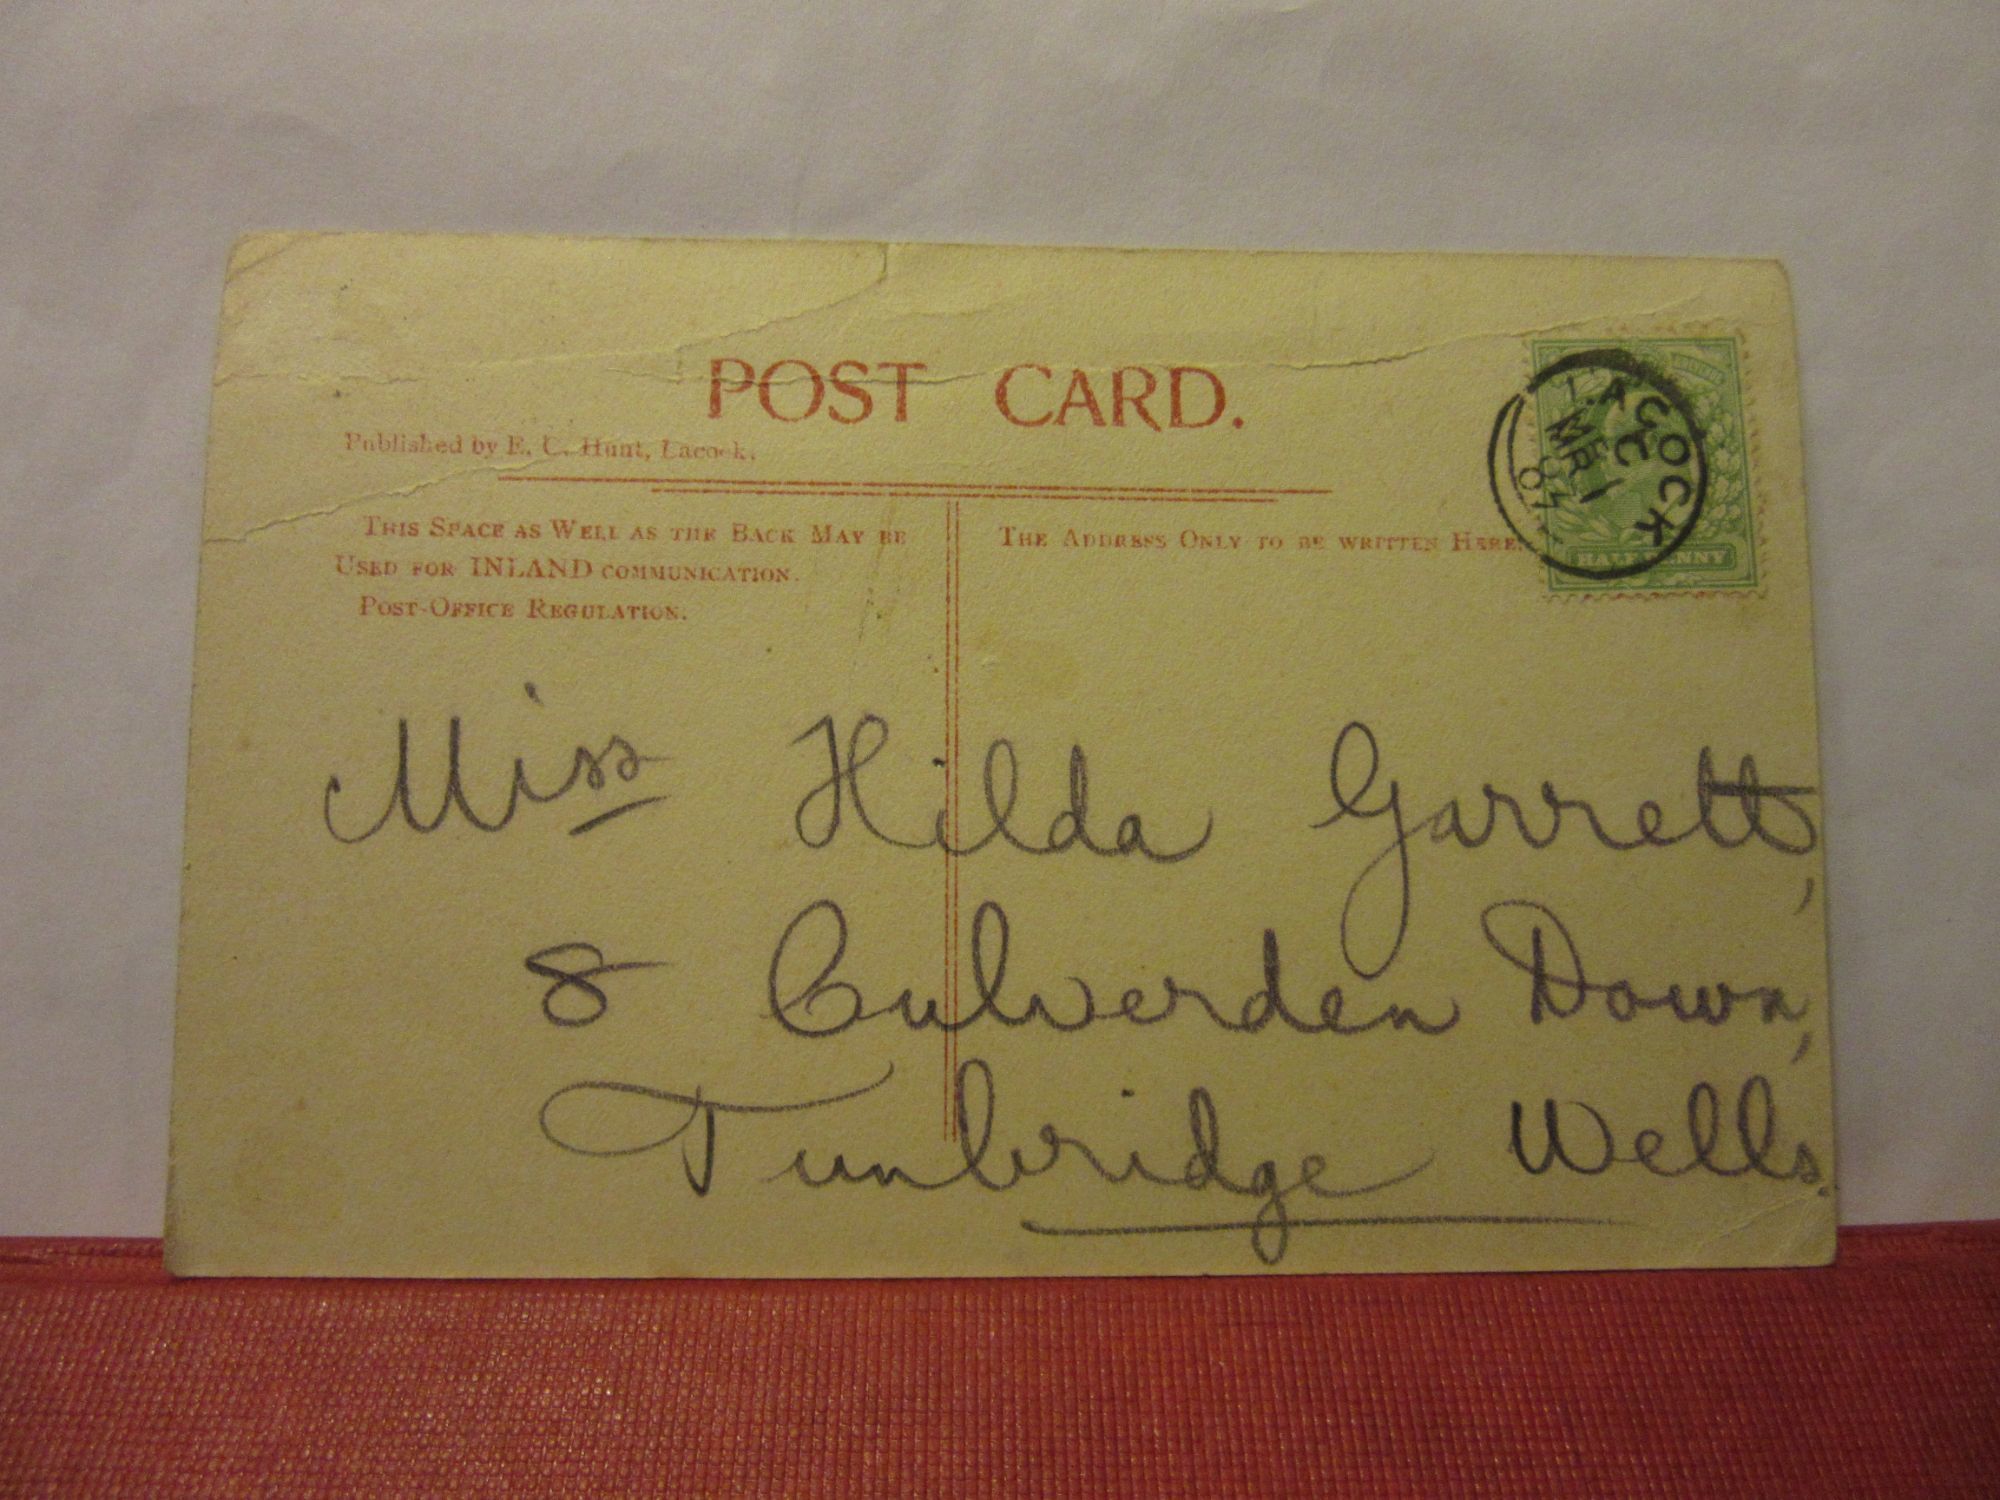 POST CARD.
Published by E. C. Hunt, Lacock.
THIS SPACE AS WELL AS THE BACK MAY BE
USED FOR INLAND COMMUNICATION.
POST-OFFICE REGULATION.
THE ADDRESS ONLY TO BE WRITTEN HERE.
LACOCK
C
MR 1
HALFPENNY
Miss Hilda Garrett,
8 Culverden Down,
Tunbridge Wells.